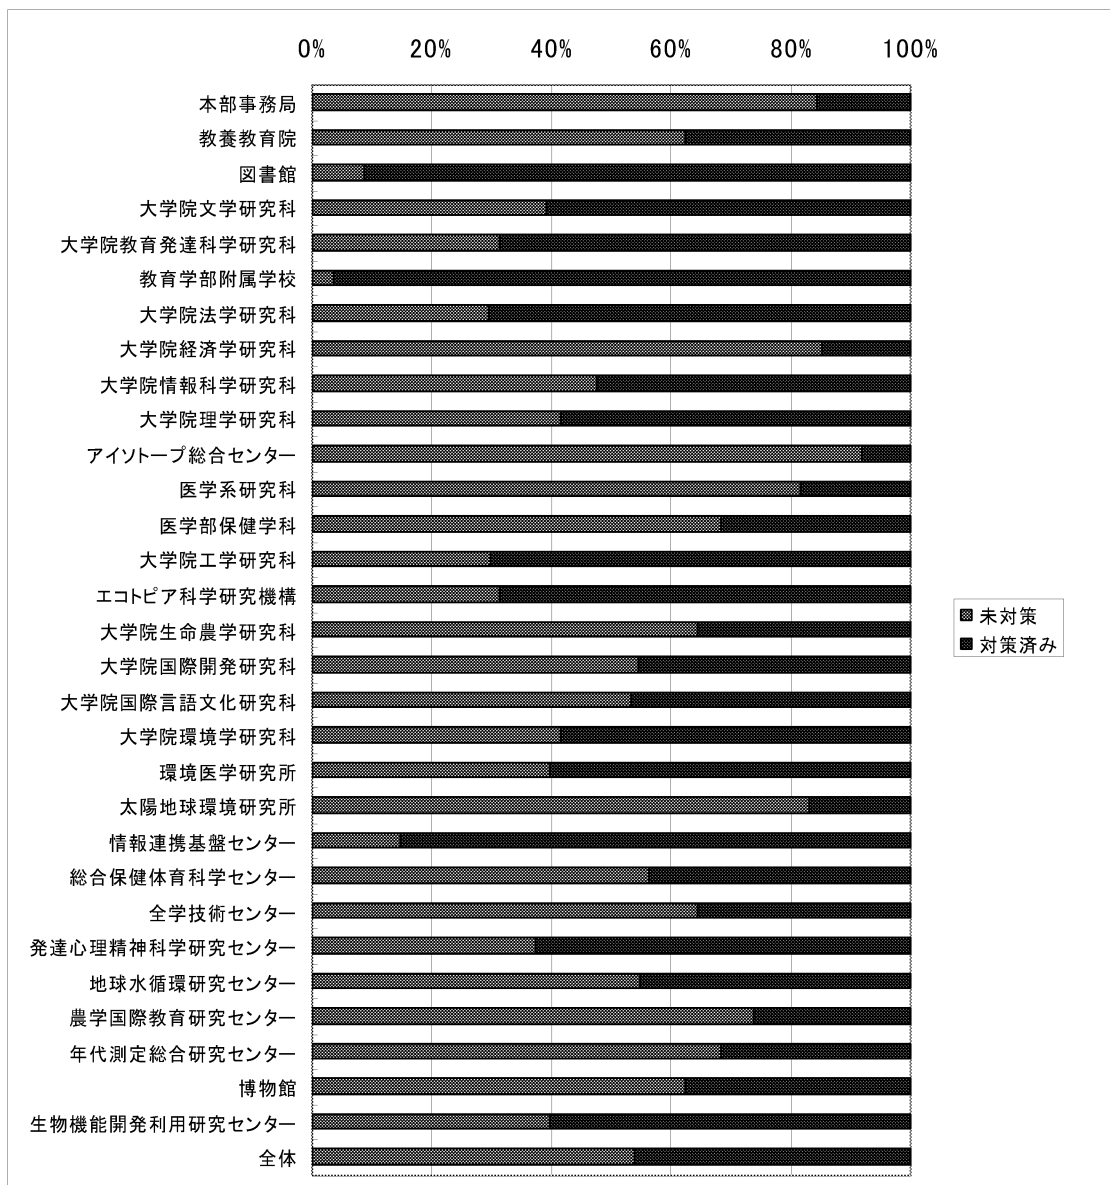 0% 20% 40% 60% 80% 100%
本部事務局
教養教育院
図書館
大学院文学研究科
大学院教育発達科学研究科
教育学部附属学校
大学院法学研究科
大学院経済学研究科
大学院情報科学研究科
大学院理学研究科
アイソトープ総合センター
医学系研究科
医学部保健学科
大学院工学研究科
エコトピア科学研究機構
大学院生命農学研究科
大学院国際開発研究科
大学院国際言語文化研究科
大学院環境学研究科
環境医学研究所
太陽地球環境研究所
情報連携基盤センター
総合保健体育科学センター
全学技術センター
発達心理精神科学研究センター
地球水循環研究センター
農学国際教育研究センター
年代測定総合研究センター
博物館
生物機能開発利用研究センター
全体
未対策
対策済み